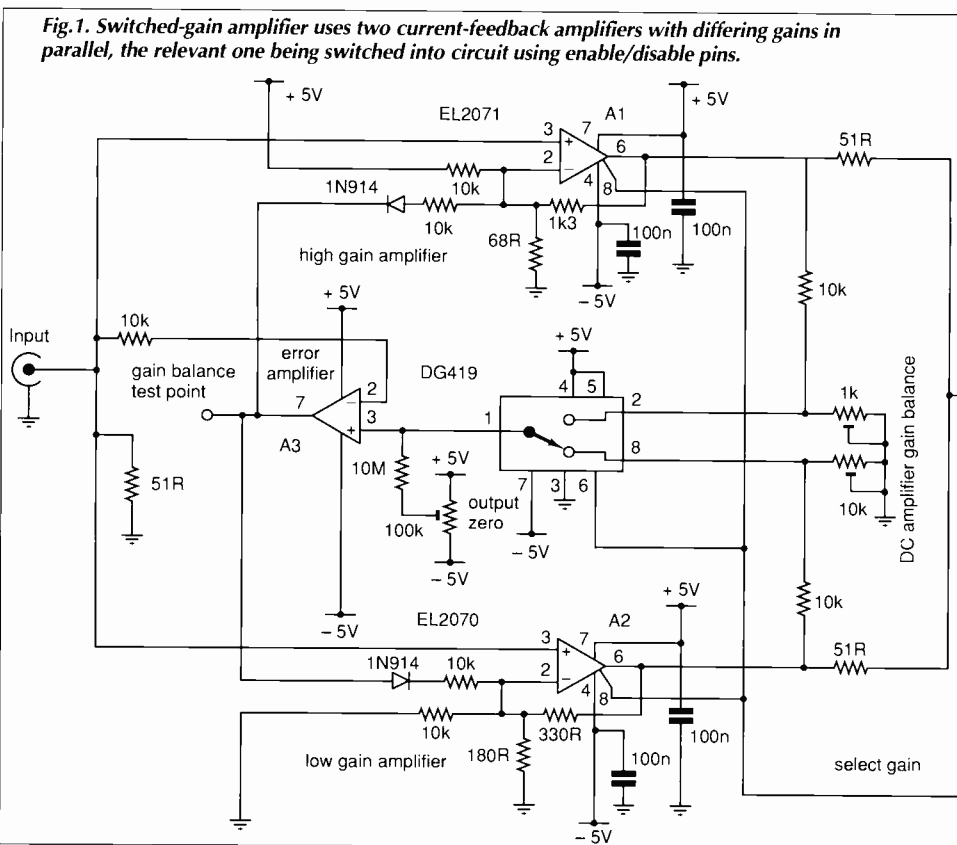 Fig.1. Switched-gain amplifier uses two current-feedback amplifiers with differing gains in
parallel, the relevant one being switched into circuit using enable/disable pins.
+ 5V
EL2071
A1
+ 5V
3
+
7
6
2
−
4
8
51R
1N914
10k
10k
1k3
68R
100n
100n
high gain amplifier
− 5V
10k
+ 5V
Input
10k
gain balance
test point
error
amplifier
DG419
+ 5V
4
5
7
−
2
+
3
A3
1
2
8
7
3
6
1k
10k
DC amplifier gain balance
51R
10M
+ 5V
100k
output
zero
− 5V
− 5V
− 5V
EL2070
A2
+ 5V
10k
3
+
7
6
2
−
4
8
51R
1N914
10k
10k
330R
180R
100n
100n
low gain amplifier
select gain
− 5V